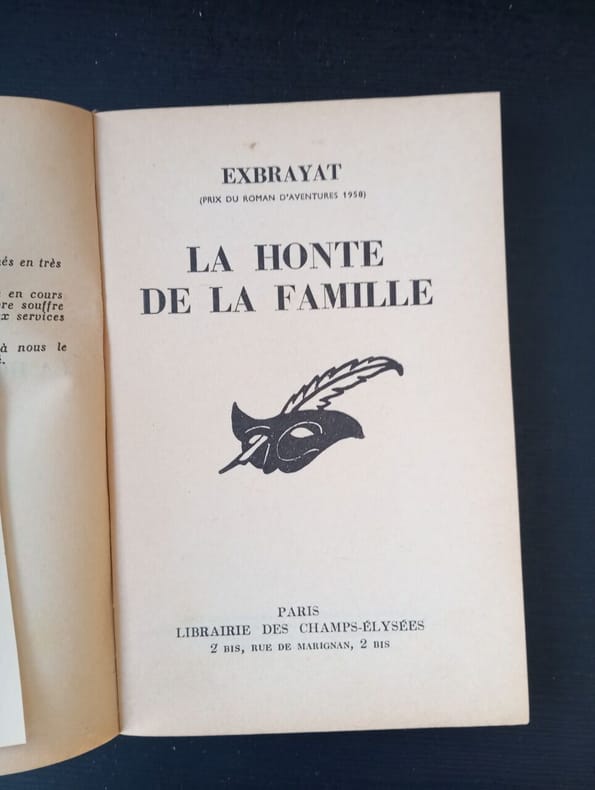 és en très
en cours
re souffre
x services
à nous le
EXBRAYAT
(PRIX DU ROMAN D'AVENTURES 1958)
LA HONTE
DE LA FAMILLE
PARIS
LIBRAIRIE DES CHAMPS-ÉLYSÉES
2 BIS, RUE DE MARIGNAN, 2 BIS